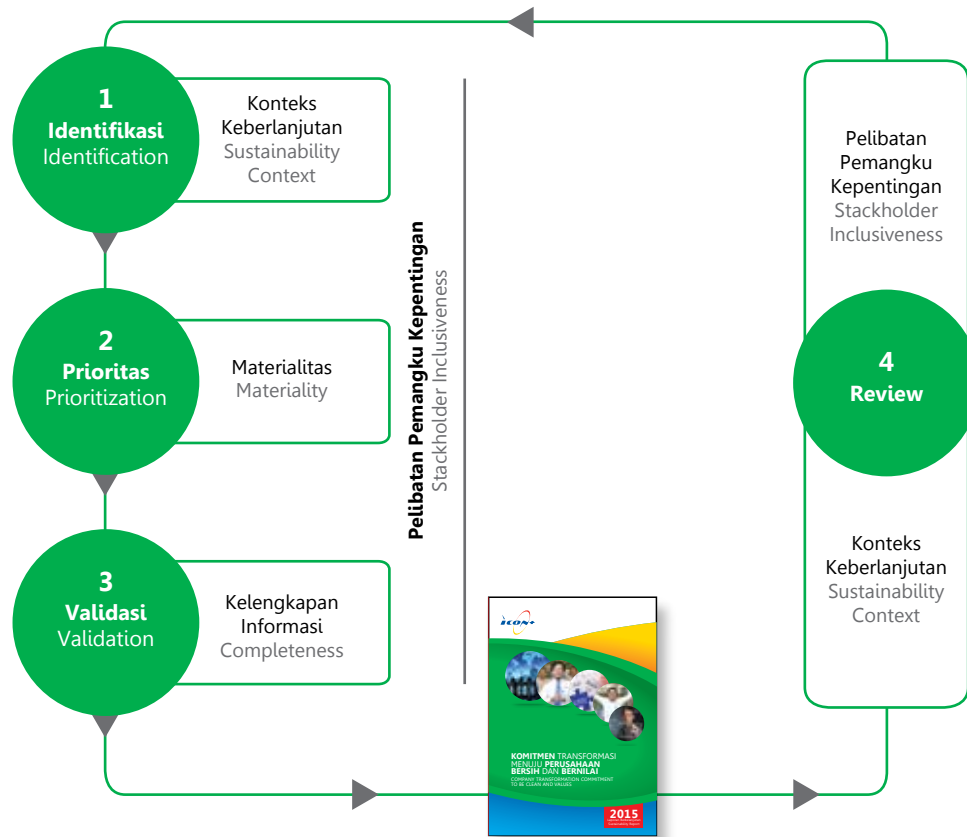 1
Identifikasi
Identification
Konteks
Keberlanjutan
Sustainability
Context
2
Prioritas
Prioritization
Materialitas
Materiality
3
Validasi
Validation
Kelengkapan
Informasi
Completeness
Pelibatan Pemangku Kepentingan
Stackholder Inclusiveness
icon+
KOMITMEN TRANSFORMASI
MENUJU PERUSAHAAN
BERSIH DAN BERNILAI
COMPANY TRANSFORMATION COMMITMENT
TO BE CLEAN AND VALUES
2015
Sustainability Report
Pelibatan
Pemangku
Kepentingan
Stackholder
Inclusiveness
4
Review
Konteks
Keberlanjutan
Sustainability
Context